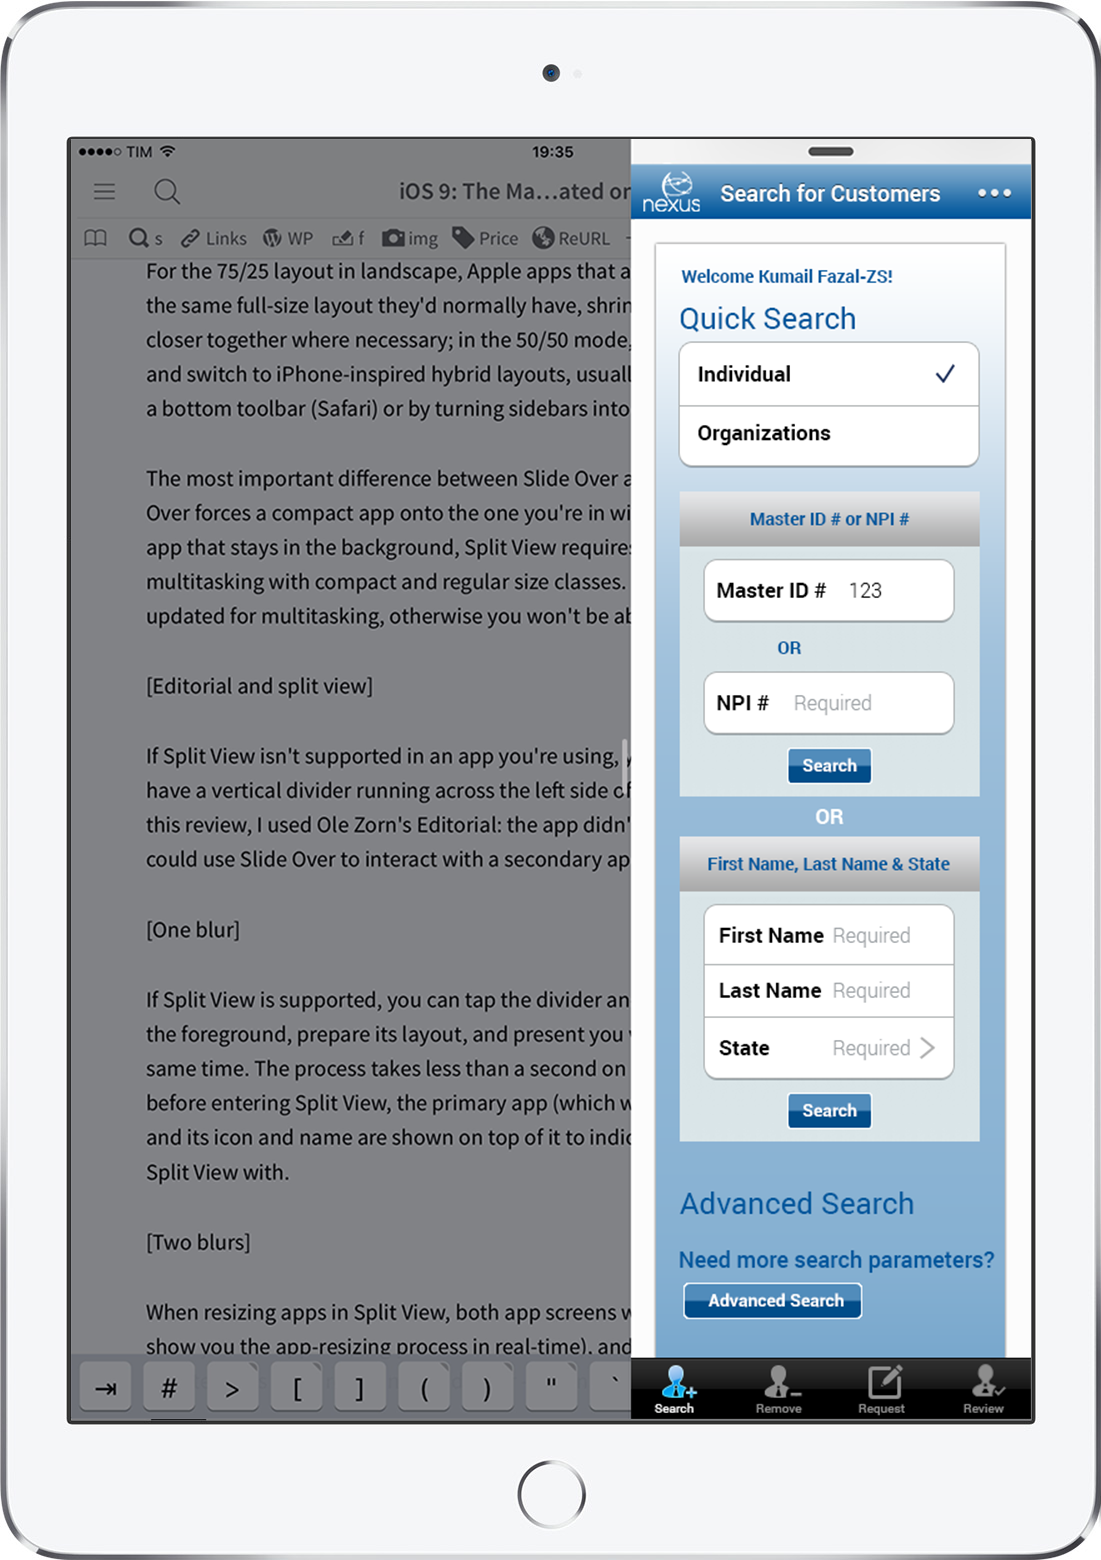 TIM 19:35
iOS 9: The Ma...ated or
s Links WP f img Price ReURL
For the 75/25 layout in landscape, Apple apps that a
the same full-size layout they'd normally have, shrin
closer together where necessary; in the 50/50 mode,
and switch to iPhone-inspired hybrid layouts, usuall
a bottom toolbar (Safari) or by turning sidebars into
The most important difference between Slide Over a
Over forces a compact app onto the one you're in wi
app that stays in the background, Split View require
multitasking with compact and regular size classes.
updated for multitasking, otherwise you won't be ab
[Editorial and split view]
If Split View isn't supported in an app you're using, y
have a vertical divider running across the left side of
this review, I used Ole Zorn's Editorial: the app didn'
could use Slide Over to interact with a secondary ap
[One blur]
If Split View is supported, you can tap the divider an
the foreground, prepare its layout, and present you
same time. The process takes less than a second on
before entering Split View, the primary app (which w
and its icon and name are shown on top of it to indic
Split View with.
[Two blurs]
When resizing apps in Split View, both app screens w
show you the app-resizing process in real-time), and
# > [ ] ( ) " `
nexus Search for Customers
Welcome Kumail Fazal-ZS!
Quick Search
Individual
Organizations
Master ID # or NPI #
Master ID # 123
OR
NPI # Required
Search
OR
First Name, Last Name & State
First Name Required
Last Name Required
State Required
Search
Advanced Search
Need more search parameters?
Advanced Search
Search Remove Request Review